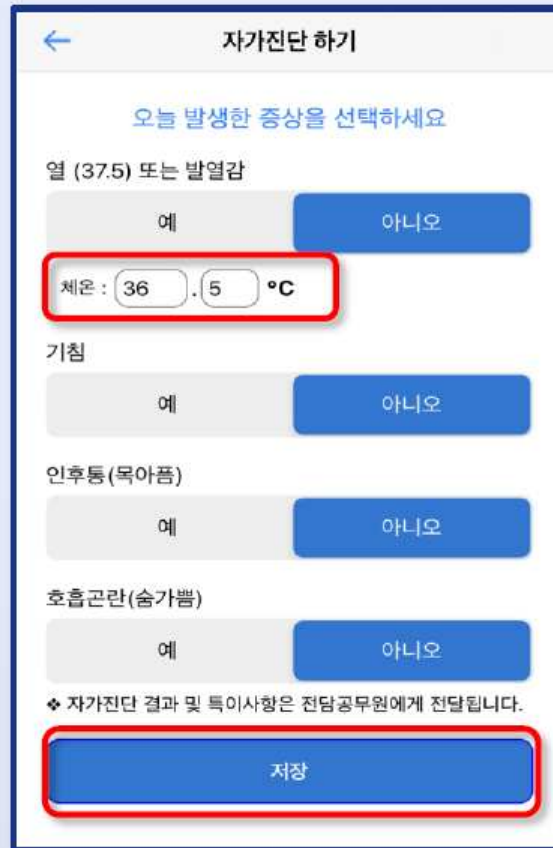 자가진단 하기
오늘 발생한 증상을 선택하세요
열 (37.5) 또는 발열감
예 아니오
체온 : 36 . 5 °C
기침
예 아니오
인후통(목아픔)
예 아니오
호흡곤란(숨가쁨)
예 아니오
❖ 자가진단 결과 및 특이사항은 전담공무원에게 전달됩니다.
저장